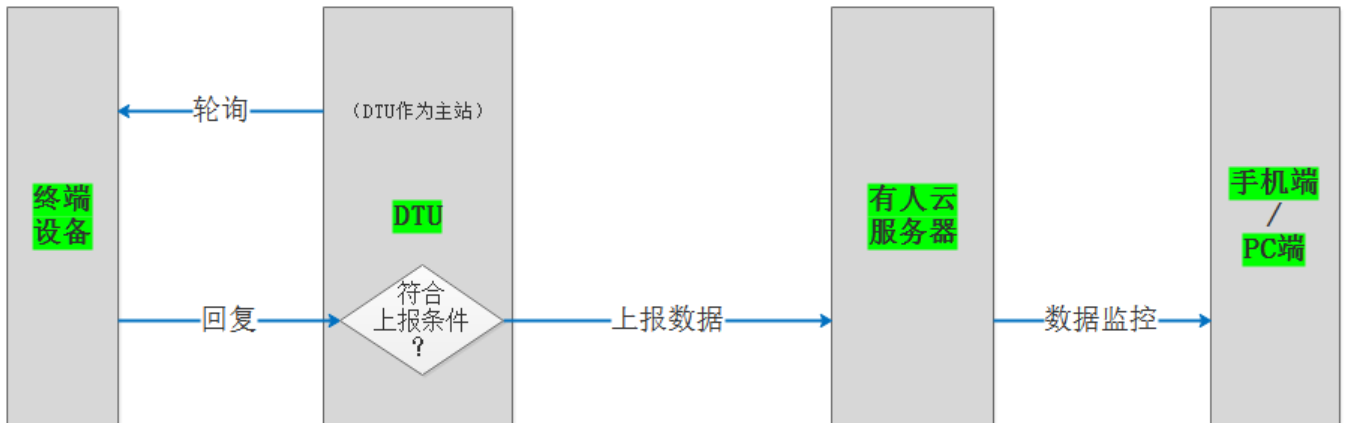 轮询
（DTU作为主站）
终端
设备
DTU
有人云
服务器
手机端
/
PC端
回复
符合
上报条件
？
上报数据
数据监控